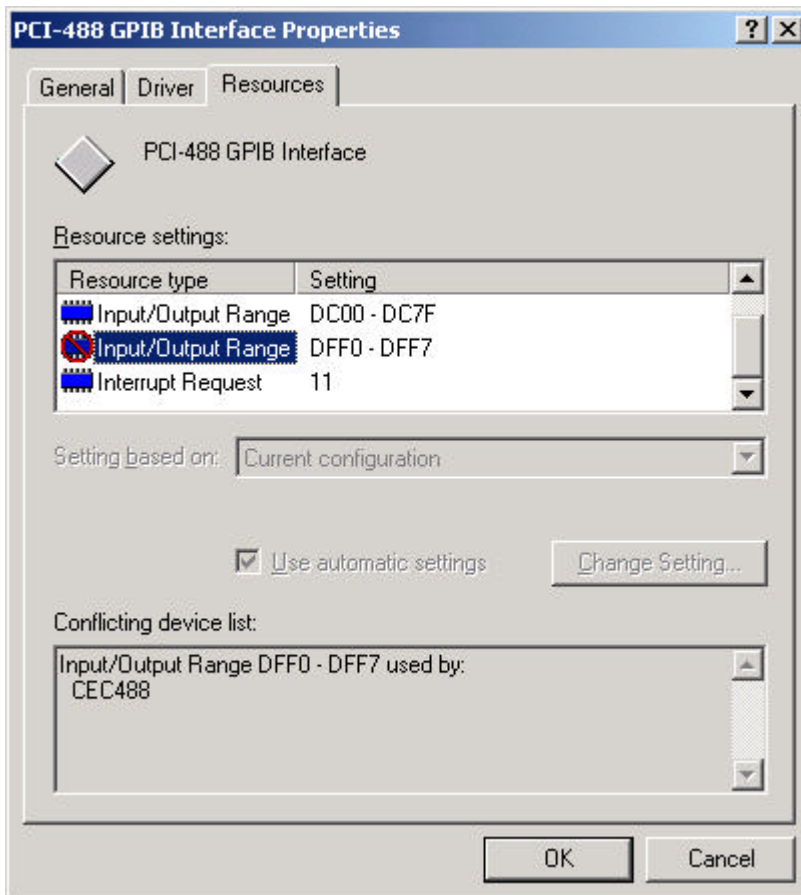 PCI-488 GPIB Interface Properties
General Driver Resources
PCI-488 GPIB Interface
Resource settings:
Resource type Setting
Input/Output Range DC00 - DC7F
Input/Output Range DFF0 - DFF7
Interrupt Request 11
Setting based on: Current configuration
Use automatic settings Change Setting...
Conflicting device list:
Input/Output Range DFF0 - DFF7 used by:
CEC488
OK Cancel